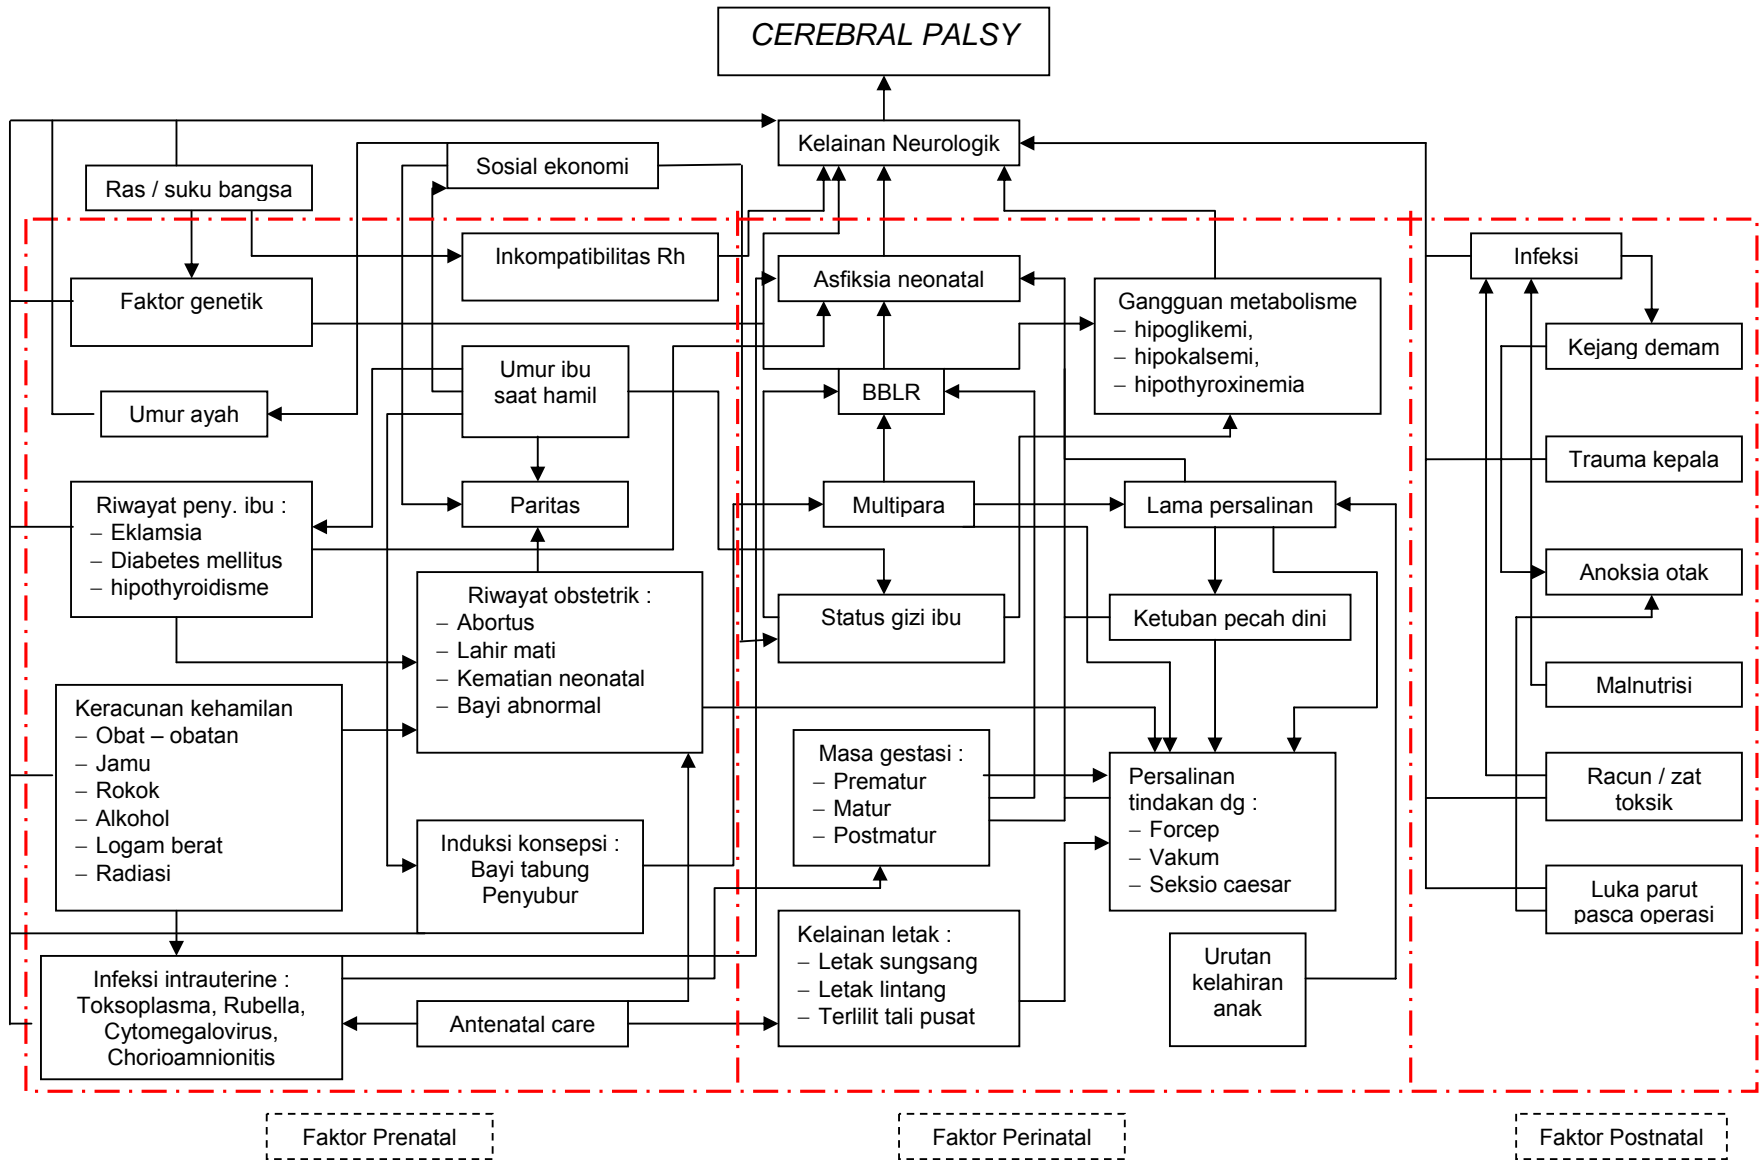 CEREBRAL PALSY
Kelainan Neurologik
Sosial ekonomi
Ras / suku bangsa
Inkompatibilitas Rh
Faktor genetik
Umur ibu
saat hamil
Umur ayah
Paritas
Riwayat peny. ibu :
– Eklamsia
– Diabetes mellitus
– hipothyroidisme
Riwayat obstetrik :
– Abortus
– Lahir mati
– Kematian neonatal
– Bayi abnormal
Keracunan kehamilan
– Obat – obatan
– Jamu
– Rokok
– Alkohol
– Logam berat
– Radiasi
Induksi konsepsi :
Bayi tabung
Penyubur
Infeksi intrauterine :
Toksoplasma, Rubella,
Cytomegalovirus,
Chorioamnionitis
Antenatal care
Asfiksia neonatal
Gangguan metabolisme
– hipoglikemi,
– hipokalsemi,
– hipothyroxinemia
BBLR
Multipara
Lama persalinan
Status gizi ibu
Ketuban pecah dini
Masa gestasi :
– Prematur
– Matur
– Postmatur
Persalinan
tindakan dg :
– Forcep
– Vakum
– Seksio caesar
Kelainan letak :
– Letak sungsang
– Letak lintang
– Terlilit tali pusat
Urutan
kelahiran
anak
Infeksi
Kejang demam
Trauma kepala
Anoksia otak
Malnutrisi
Racun / zat
toksik
Luka parut
pasca operasi
Faktor Prenatal
Faktor Perinatal
Faktor Postnatal